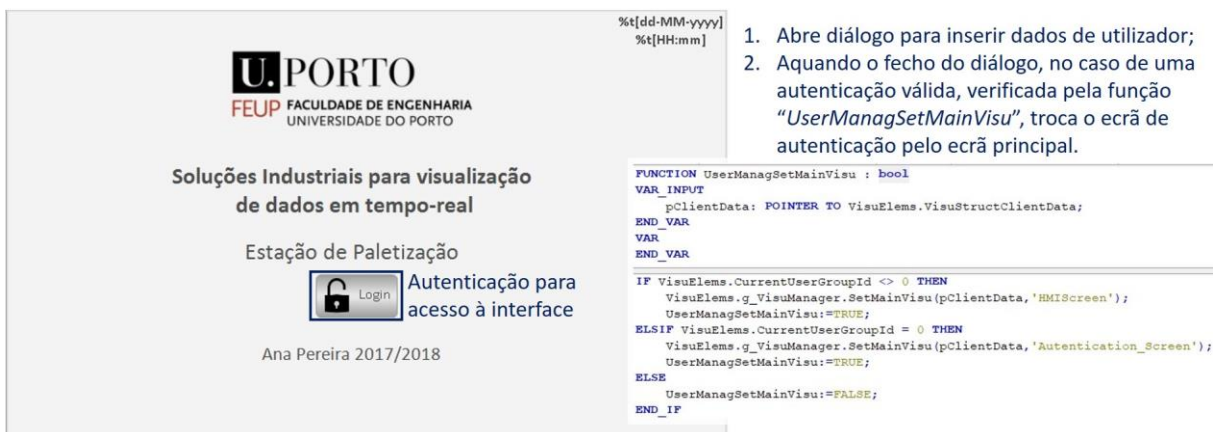 %t[dd-MM-yyyy]
%t[HH:mm]
U.PORTO
FEUP FACULDADE DE ENGENHARIA
UNIVERSIDADE DO PORTO
Soluções Industriais para visualização
de dados em tempo-real
Estação de Paletização
Login
Autenticação para
acesso à interface
Ana Pereira 2017/2018
1. Abre diálogo para inserir dados de utilizador;
2. Aquando o fecho do diálogo, no caso de uma
autenticação válida, verificada pela função
“UserManagSetMainVisu”, troca o ecrã de
autenticação pelo ecrã principal.
FUNCTION UserManagSetMainVisu : bool
VAR_INPUT
pClientData: POINTER TO VisuElems.VisuStructClientData;
END_VAR
VAR
END_VAR
IF VisuElems.CurrentUserGroupId <> 0 THEN
VisuElems.g_VisuManager.SetMainVisu(pClientData,'HMIScreen');
UserManagSetMainVisu:=TRUE;
ELSIF VisuElems.CurrentUserGroupId = 0 THEN
VisuElems.g_VisuManager.SetMainVisu(pClientData,'Autentication_Screen');
UserManagSetMainVisu:=TRUE;
ELSE
UserManagSetMainVisu:=FALSE;
END_IF